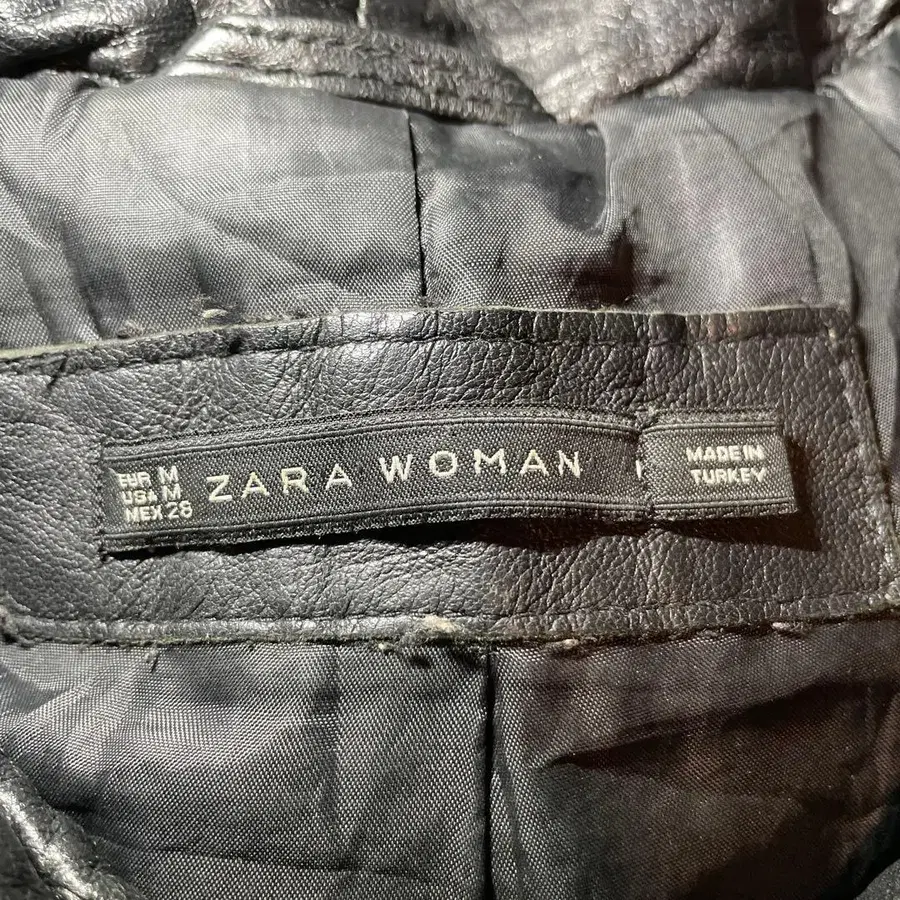 EUR M
USA M
MEX 28
ZARA WOMAN
MADE IN
TURKEY